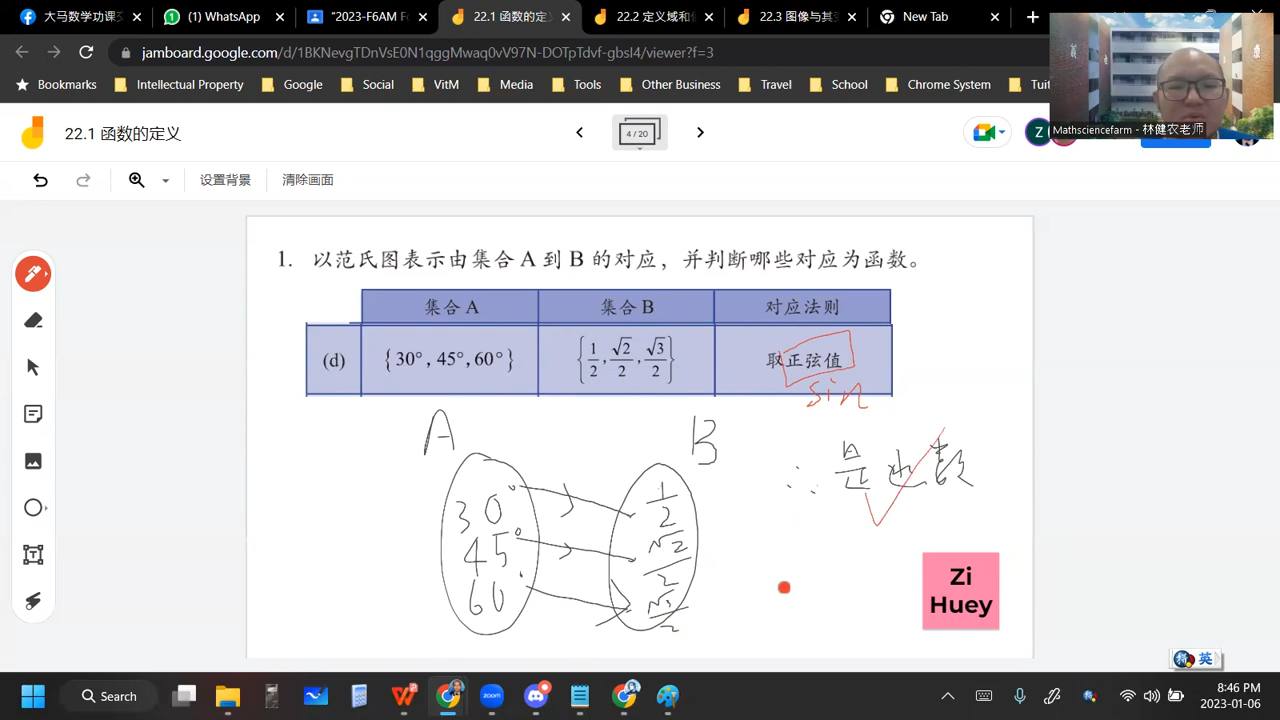 大马数学功课支
(1) WhatsApp
"2023-F6AM Fo
22.1 函数的定义
22.2 定义域和值
22.3 图像与其变
New Tab
jamboard.google.com/d/
/viewer?f=3
Bookmarks Intellectual Property Google Social VitM Media Tools Other Business Travel School Chrome System Tuit
Mathsciencefarm - 林健农老师
22.1 函数的定义
4 / 20
Z
设置背景 清除画面
1. 以范氏图表示由集合 A 到 B 的对应，并判断哪些对应为函数。
集合 A 集合 B 对应法则
(d) {30°, 45°, 60°} {1/2, √2/2, √3/2} 取正弦值
sin
A B
∴ 是函数
30° 1/2
45° √2/2
60° √3/2
Zi
Huey
英
Search
8:46 PM
2023-01-06